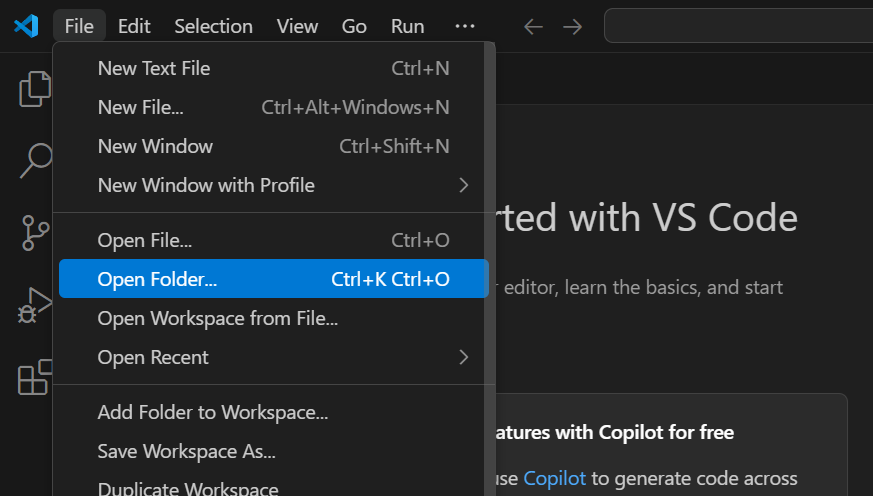 File Edit Selection View Go Run ...
New Text File Ctrl+N
New File... Ctrl+Alt+Windows+N
New Window Ctrl+Shift+N
New Window with Profile
Open File... Ctrl+O
Open Folder... Ctrl+K Ctrl+O
Open Workspace from File...
Open Recent
Add Folder to Workspace...
Save Workspace As...
Duplicate Workspace
rted with VS Code
editor, learn the basics, and start
atures with Copilot for free
use Copilot to generate code across